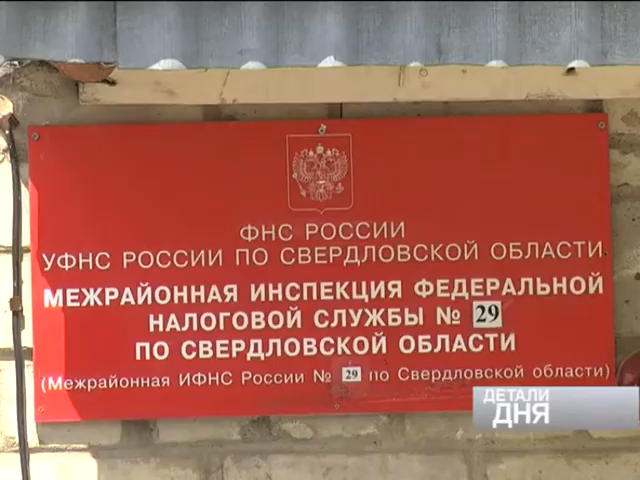 ФНС РОССИИ
УФНС РОССИИ ПО СВЕРДЛОВСКОЙ ОБЛАСТИ
МЕЖРАЙОННАЯ ИНСПЕКЦИЯ ФЕДЕРАЛЬНОЙ
НАЛОГОВОЙ СЛУЖБЫ № 29
ПО СВЕРДЛОВСКОЙ ОБЛАСТИ
(Межрайонная ИФНС России № 29 по Свердловской области)
ДЕТАЛИ
ДНЯ